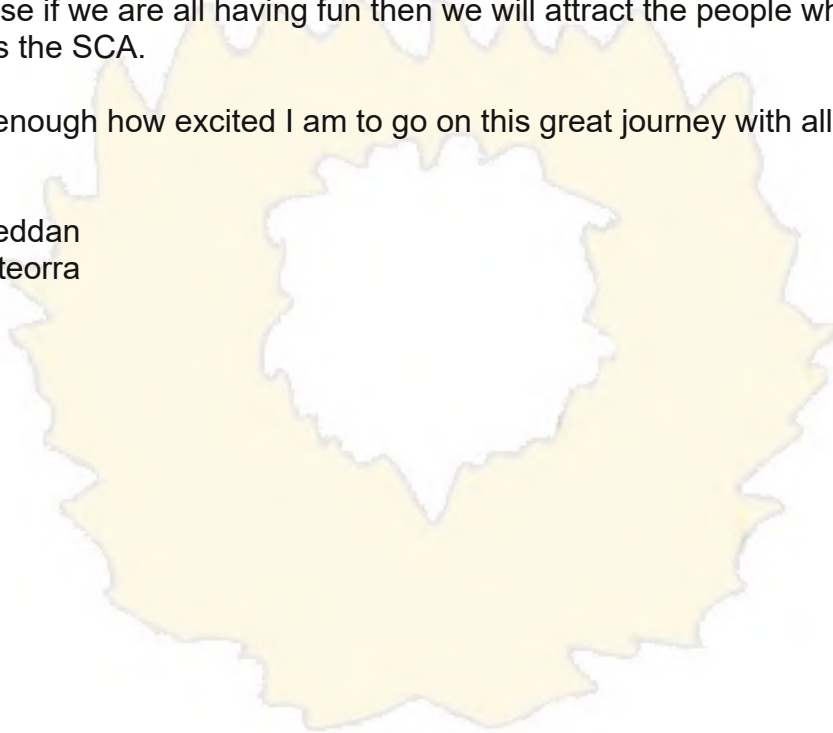 se if we are all having fun then we will attract the people wh
s the SCA.
enough how excited I am to go on this great journey with all
eddan
teorra